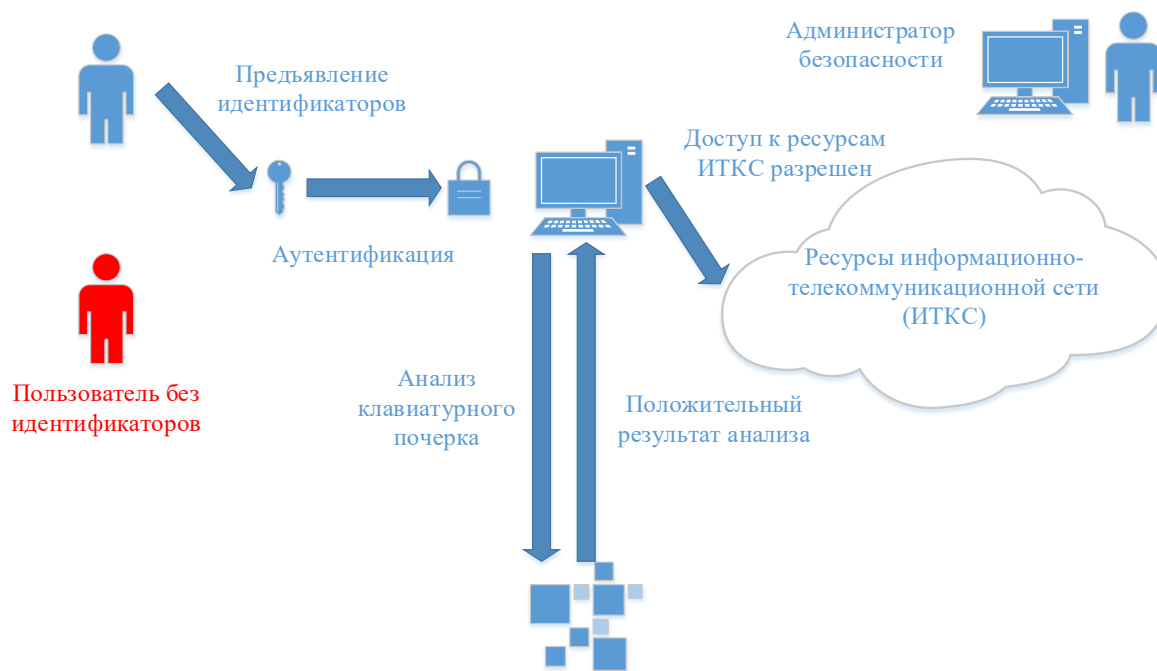 Администратор
безопасности
Предъявление
идентификаторов
Доступ к ресурсам
ИТКС разрешен
Аутентификация
Ресурсы информационно-
телекоммуникационной сети
(ИТКС)
Пользователь без
идентификаторов
Анализ
клавиатурного
почерка
Положительный
результат анализа